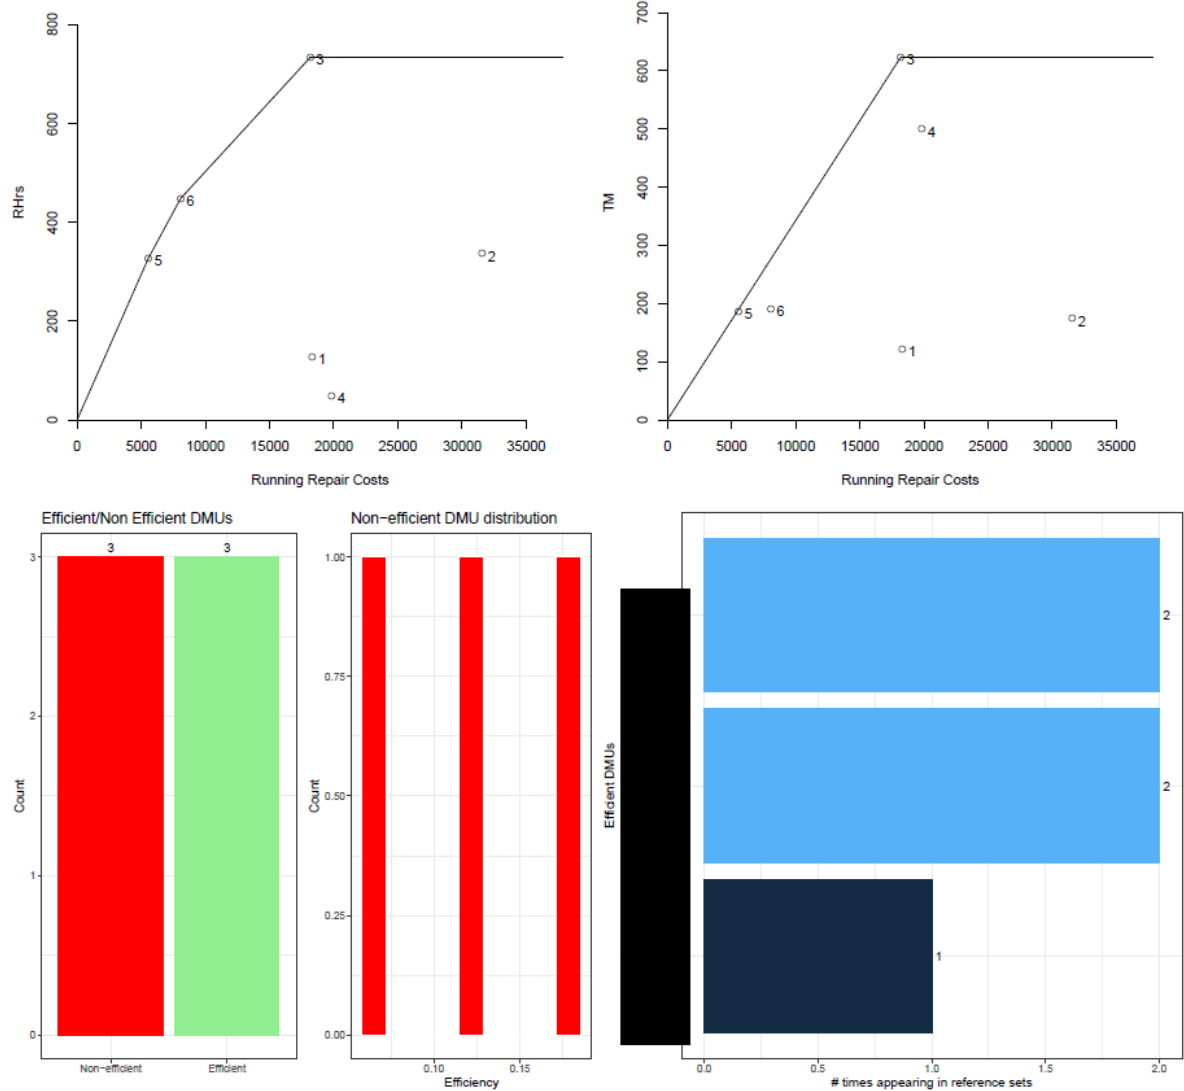 800
600
400
200
0
RHrs
3
6
5
2
1
4
0 5000 10000 15000 20000 25000 30000 35000
Running Repair Costs
700
600
500
400
300
200
100
0
TM
3
4
5
6
2
1
0 5000 10000 15000 20000 25000 30000 35000
Running Repair Costs
Efficient/Non Efficient DMUs
3 3
3
2
1
0
Count
Non-efficient Efficient
Non-efficient DMU distribution
1.00
0.75
0.50
0.25
0.00
Count
0.10 0.15
Efficiency
Efficient DMUs
2
2
1
0.0 0.5 1.0 1.5 2.0
# times appearing in reference sets